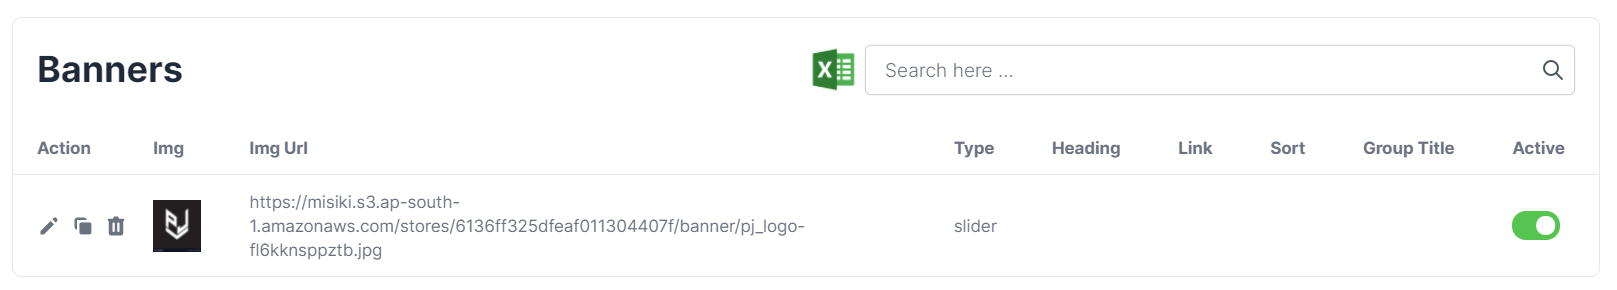 Banners
X
Search here ...
Action Img Img Url Type Heading Link Sort Group Title Active
https://misiki.s3.ap-south-
1.amazonaws.com/stores/6136ff325dfeaf011304407f/banner/pj_logo-
fl6kknsppztb.jpg
slider